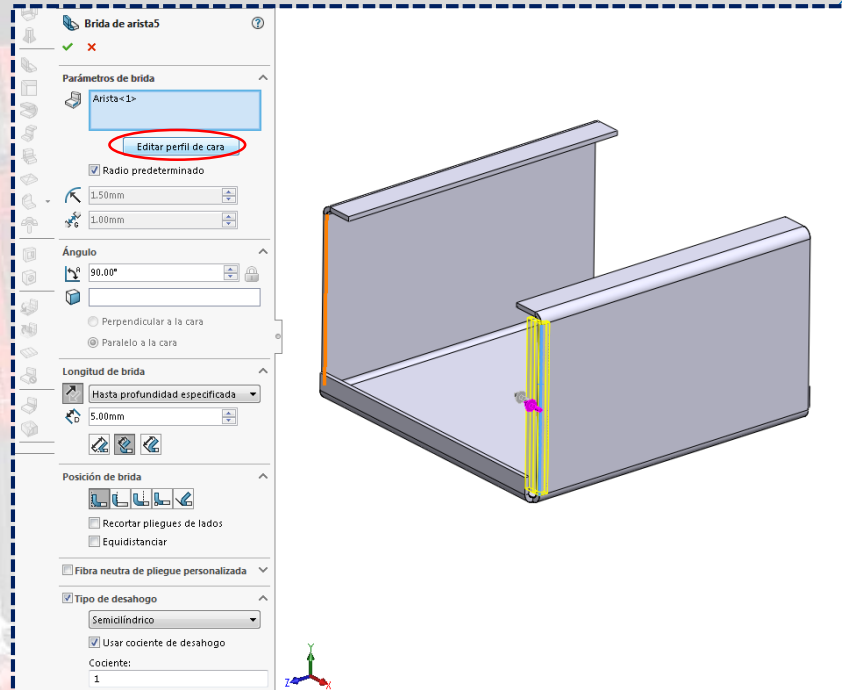 Brida de arista5
Parámetros de brida
Arista<1>
Editar perfil de cara
Radio predeterminado
1.50mm
1.00mm
Ángulo
90.00°
Perpendicular a la cara
Paralelo a la cara
Longitud de brida
Hasta profundidad especificada
5.00mm
Posición de brida
Recortar pliegues de lados
Equidistanciar
Fibra neutra de pliegue personalizada
Tipo de desahogo
Semicilíndrico
Usar cociente de desahogo
Cociente:
1
Y
Z
X